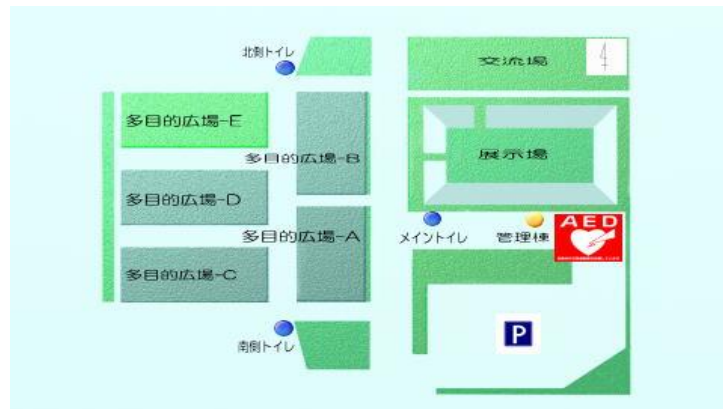 北側トイレ
交流場
4
多目的広場-E
多目的広場-B
展示場
多目的広場-D
多目的広場-A
メイントイレ
管理棟
AED
多目的広場-C
P
南側トイレ